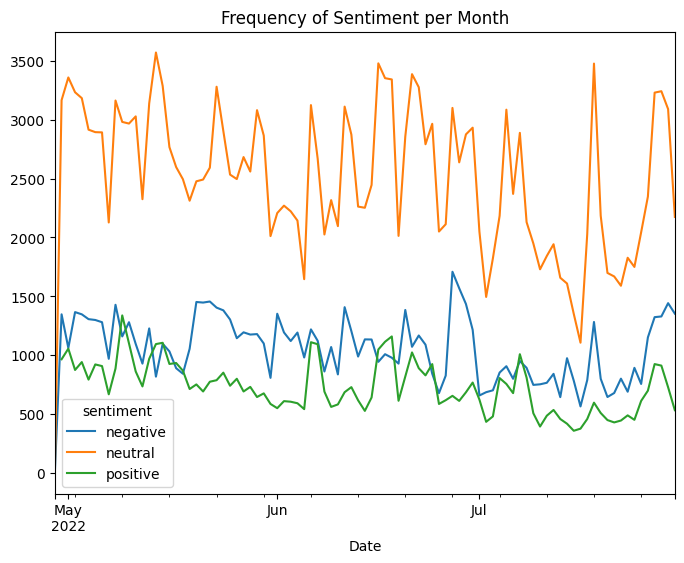 Frequency of Sentiment per Month
3500
3000
2500
2000
1500
1000
500
0
sentiment
negative
neutral
positive
May
2022
Jun
Jul
Date